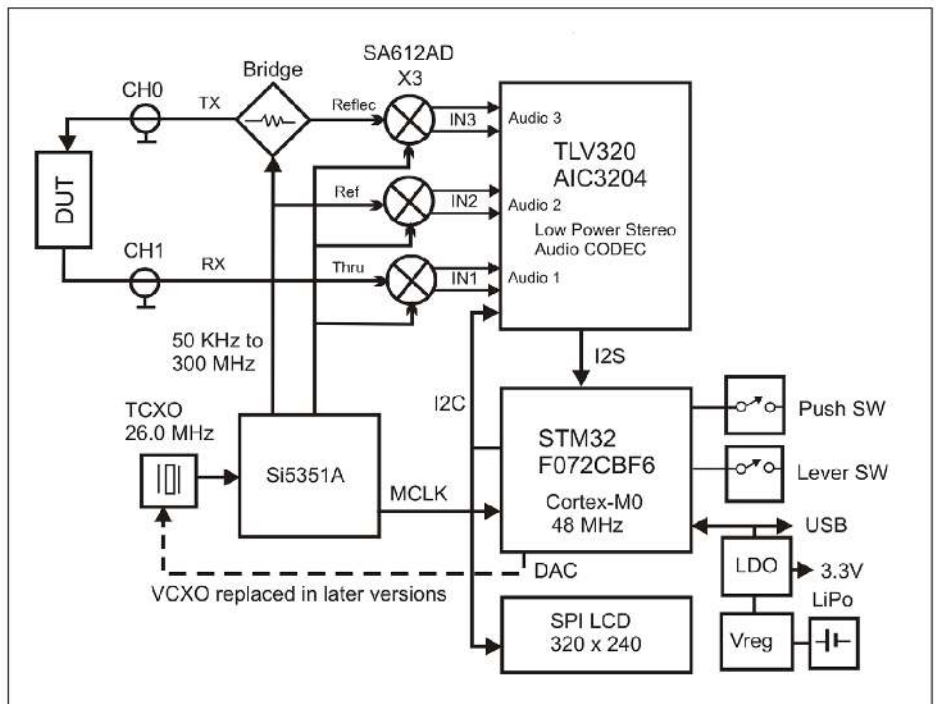 SA612AD
X3
Bridge
CH0
TX
Reflec
IN3
Audio 3
TLV320
AIC3204
DUT
Ref
IN2
Audio 2
Low Power Stereo
Audio CODEC
CH1
RX
Thru
IN1
Audio 1
50 KHz to
300 MHz
I2S
I2C
TCXO
26.0 MHz
Si5351A
MCLK
STM32
F072CBF6
Cortex-M0
48 MHz
Push SW
Lever SW
USB
DAC
LDO
3.3V
VCXO replaced in later versions
LiPo
SPI LCD
320 x 240
Vreg